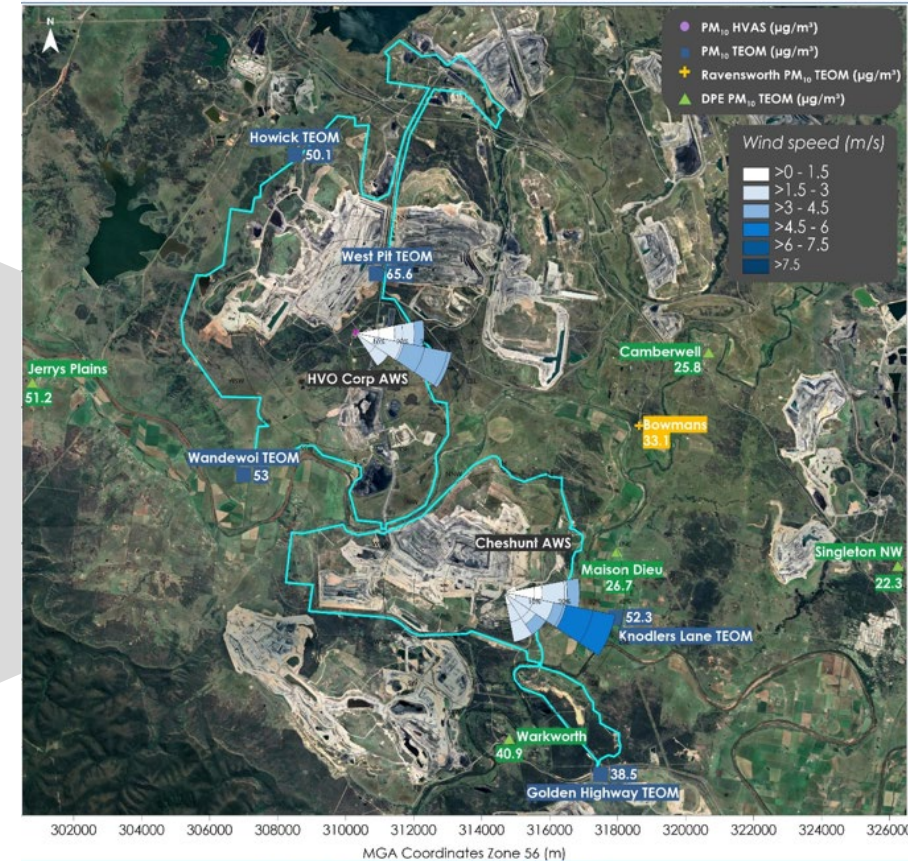 N
PM₁₀ HVAS (µg/m³)
PM₁₀ TEOM (µg/m³)
Ravensworth PM₁₀ TEOM (µg/m³)
DPE PM₁₀ TEOM (µg/m³)
Wind speed (m/s)
>0 - 1.5
>1.5 - 3
>3 - 4.5
>4.5 - 6
>6 - 7.5
>7.5
Howick TEOM
50.1
West Pit TEOM
65.6
10%
20%
HVO Corp AWS
Camberwell
25.8
Jerrys Plains
51.2
Bowmans
33.1
Wandewoi TEOM
53
Cheshunt AWS
Maison Dieu
26.7
Singleton NW
22.3
10%
20%
52.3
Knodlers Lane TEOM
Warkworth
40.9
38.5
Golden Highway TEOM
302000 304000 306000 308000 310000 312000 314000 316000 318000 320000 322000 324000 326000
MGA Coordinates Zone 56 (m)